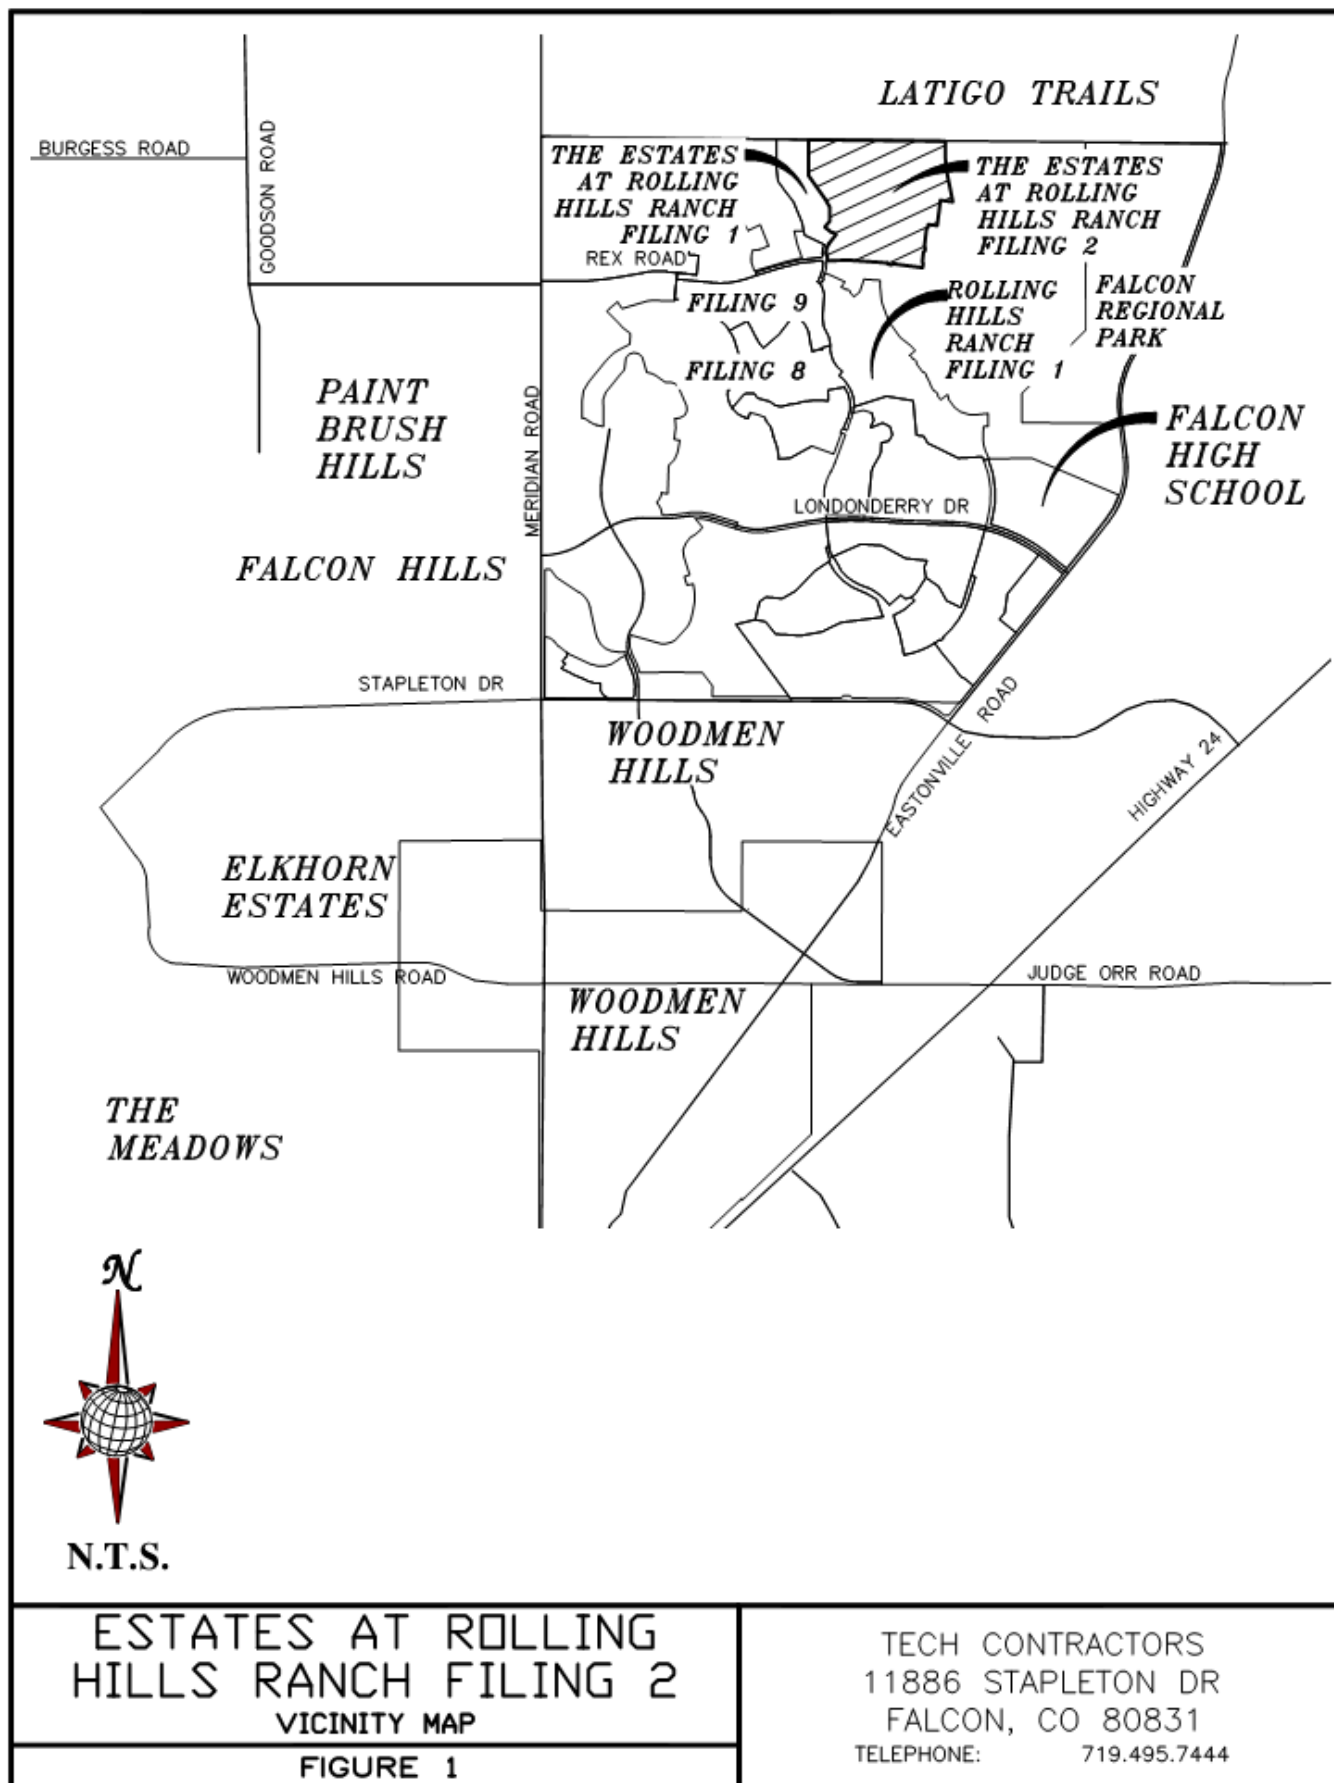 LATIGO TRAILS
BURGESS ROAD
GOODSON ROAD
THE ESTATES
AT ROLLING
HILLS RANCH
FILING 1
THE ESTATES
AT ROLLING
HILLS RANCH
FILING 2
REX ROAD
FILING 9
ROLLING
HILLS
RANCH
FILING 1
FALCON
REGIONAL
PARK
FILING 8
PAINT
BRUSH
HILLS
MERIDIAN ROAD
FALCON
HIGH
SCHOOL
LONDONDERRY DR
FALCON HILLS
STAPLETON DR
WOODMEN
HILLS
EASTONVILLE ROAD
HIGHWAY 24
ELKHORN
ESTATES
WOODMEN HILLS ROAD
JUDGE ORR ROAD
WOODMEN
HILLS
THE
MEADOWS
N
N.T.S.
ESTATES AT ROLLING
HILLS RANCH FILING 2
VICINITY MAP
FIGURE 1
TECH CONTRACTORS
11886 STAPLETON DR
FALCON, CO 80831
TELEPHONE: 719.495.7444